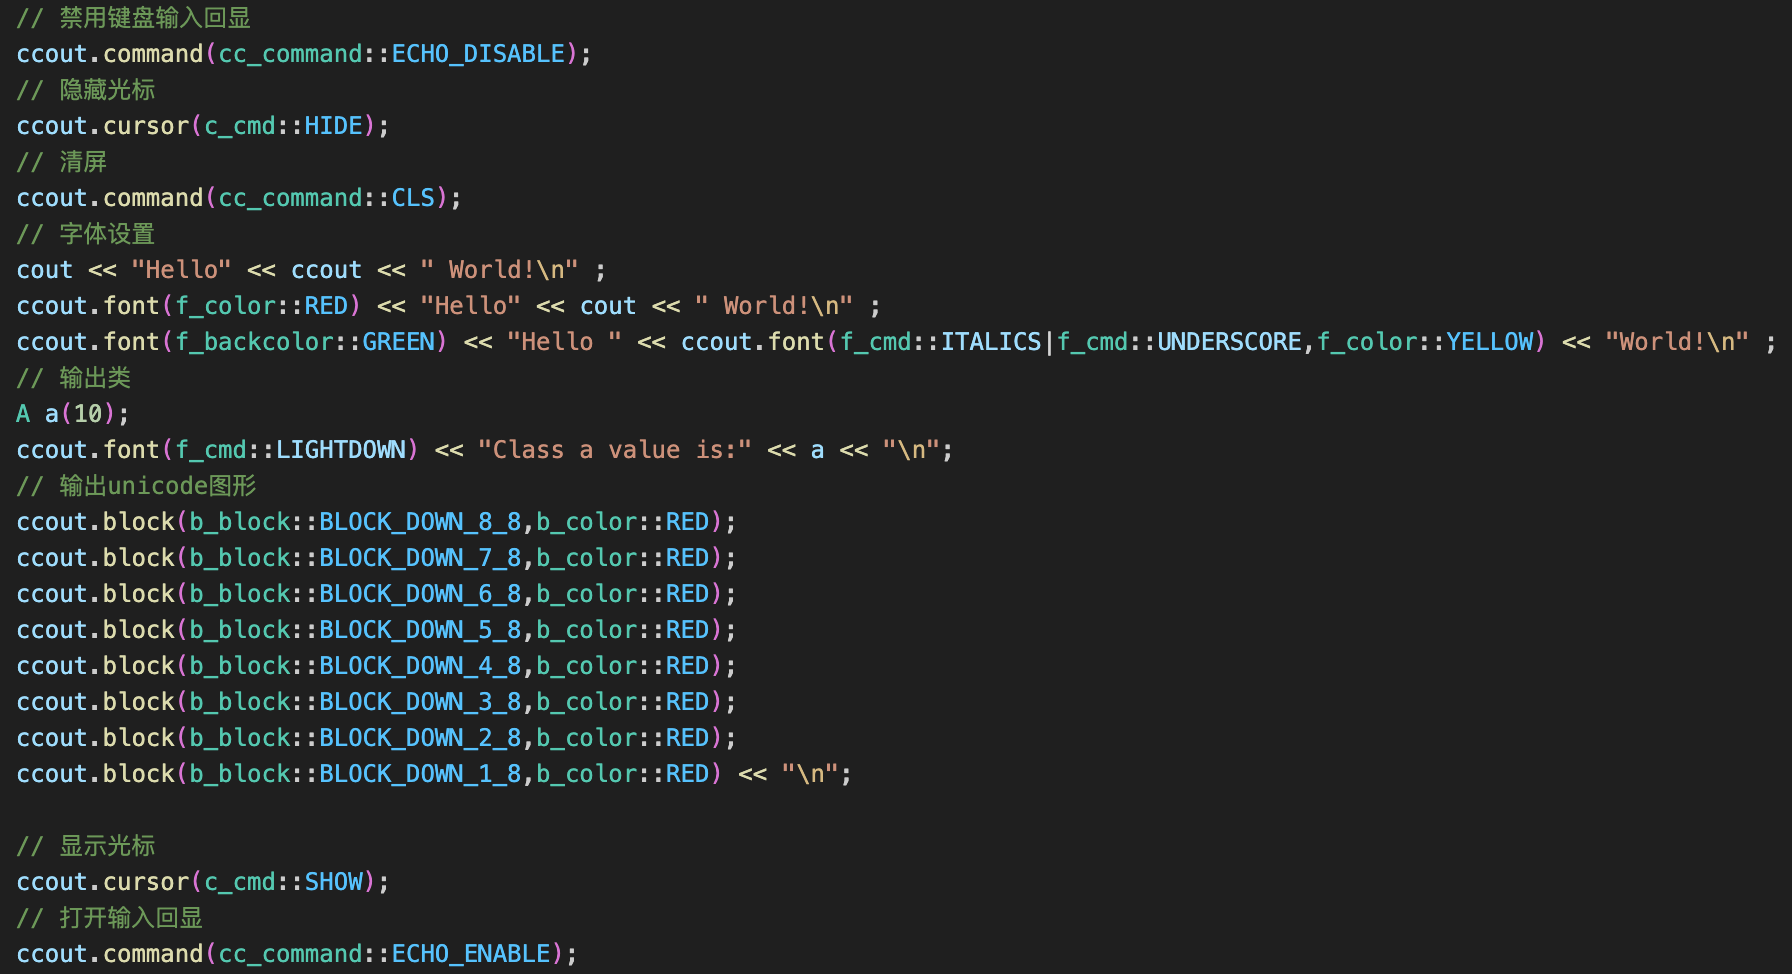 // 禁用键盘输入回显
ccout.command(cc_command::ECHO_DISABLE);
// 隐藏光标
ccout.cursor(c_cmd::HIDE);
// 清屏
ccout.command(cc_command::CLS);
// 字体设置
cout << "Hello" << ccout << " World!\n" ;
ccout.font(f_color::RED) << "Hello" << cout << " World!\n" ;
ccout.font(f_backcolor::GREEN) << "Hello " << ccout.font(f_cmd::ITALICS|f_cmd::UNDERSCORE,f_color::YELLOW) << "World!\n" ;
// 输出类
A a(10);
ccout.font(f_cmd::LIGHTDOWN) << "Class a value is:" << a << "\n";
// 输出unicode图形
ccout.block(b_block::BLOCK_DOWN_8_8,b_color::RED);
ccout.block(b_block::BLOCK_DOWN_7_8,b_color::RED);
ccout.block(b_block::BLOCK_DOWN_6_8,b_color::RED);
ccout.block(b_block::BLOCK_DOWN_5_8,b_color::RED);
ccout.block(b_block::BLOCK_DOWN_4_8,b_color::RED);
ccout.block(b_block::BLOCK_DOWN_3_8,b_color::RED);
ccout.block(b_block::BLOCK_DOWN_2_8,b_color::RED);
ccout.block(b_block::BLOCK_DOWN_1_8,b_color::RED) << "\n";

// 显示光标
ccout.cursor(c_cmd::SHOW);
// 打开输入回显
ccout.command(cc_command::ECHO_ENABLE);